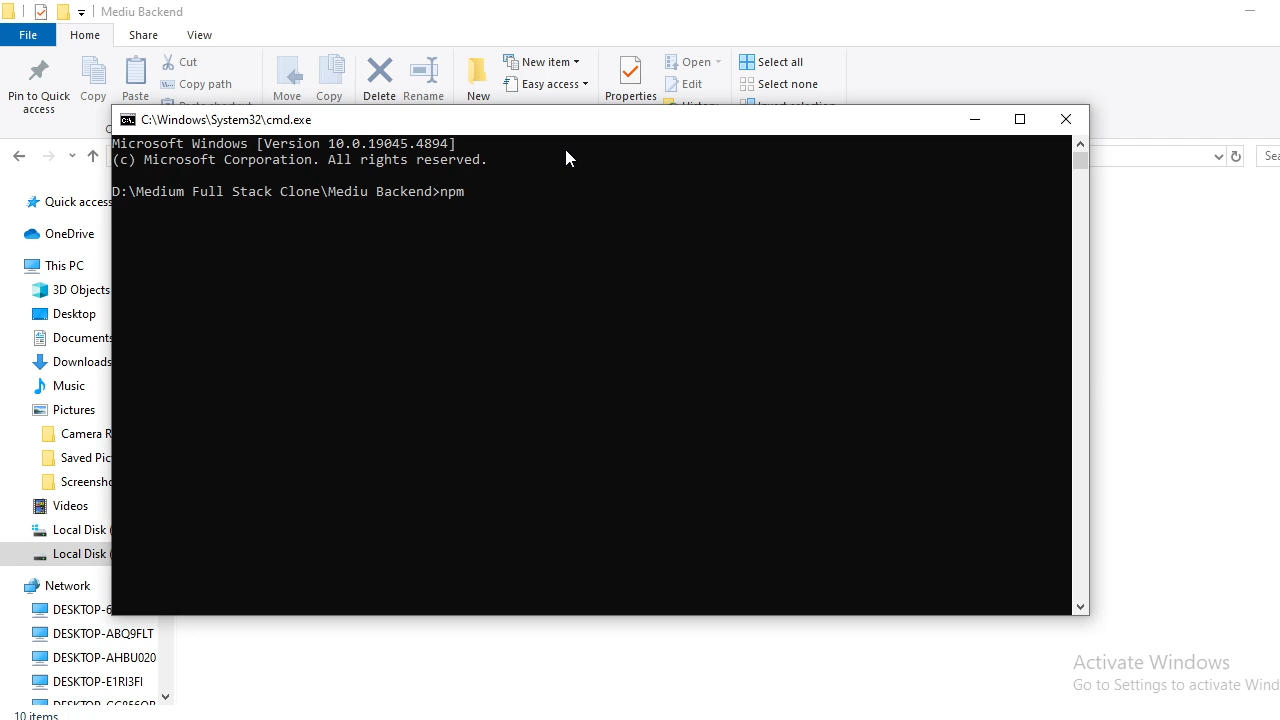 Mediu Backend
File Home Share View
Pin to Quick access
Copy
Paste
Cut
Copy path
Move
Copy
Delete
Rename
New
New item
Easy access
Properties
Open
Edit
Select all
Select none
C:\Windows\System32\cmd.exe
Microsoft Windows [Version 10.0.19045.4894]
(c) Microsoft Corporation. All rights reserved.
D:\Medium Full Stack Clone\Mediu Backend>npm
Sea
Quick access
OneDrive
This PC
3D Objects
Desktop
Documents
Downloads
Music
Pictures
Camera R
Saved Pic
Screensho
Videos
Local Disk (
Local Disk (
Network
DESKTOP-6
DESKTOP-ABQ9FLT
DESKTOP-AHBU020
DESKTOP-E1RI3FI
10 items
Activate Windows
Go to Settings to activate Wind